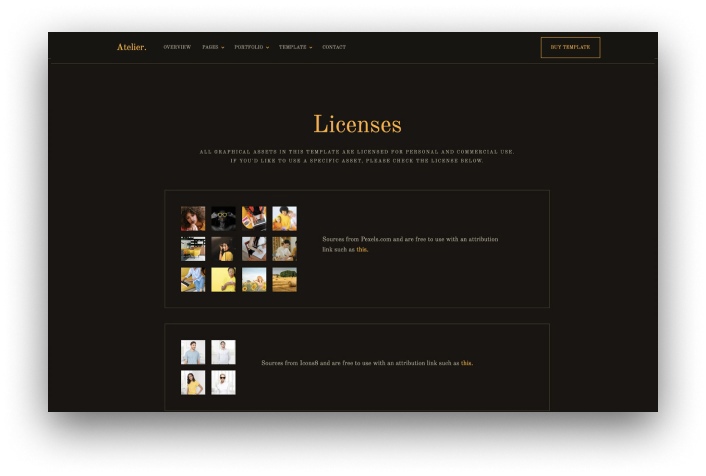 Atelier.
OVERVIEW
PAGES
PORTFOLIO
TEMPLATE
CONTACT
BUY TEMPLATE
Licenses
ALL GRAPHICAL ASSETS IN THIS TEMPLATE ARE LICENSED FOR PERSONAL AND COMMERCIAL USE.
IF YOU'D LIKE TO USE A SPECIFIC ASSET, PLEASE CHECK THE LICENSE BELOW.
Sources from Pexels.com and are free to use with an attribution
link such as this.
Sources from Icons8 and are free to use with an attribution link such as this.